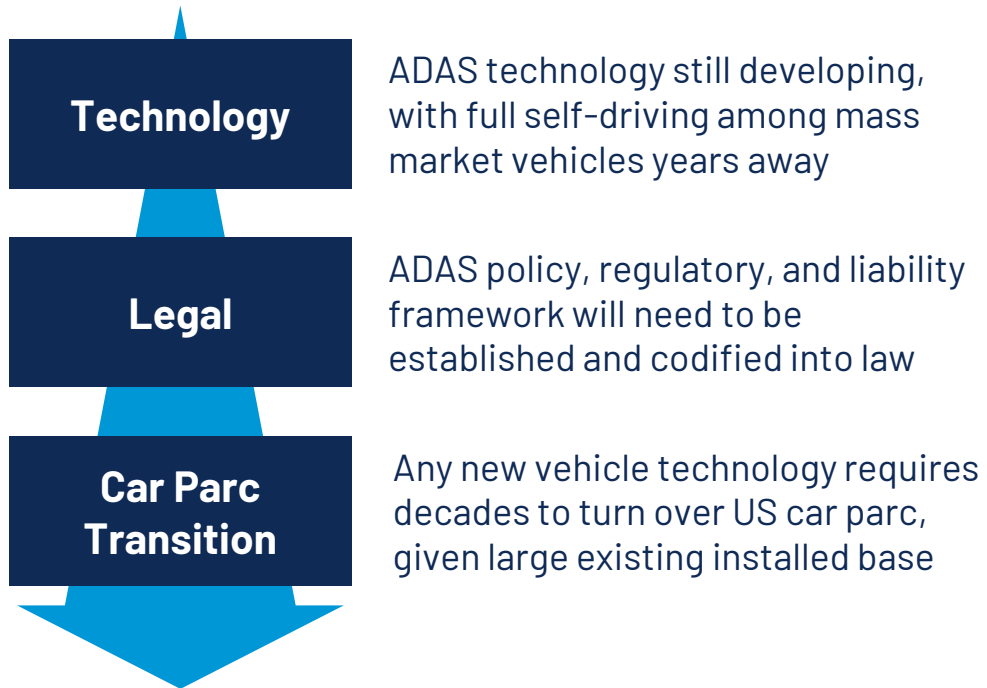 Technology
ADAS technology still developing,
with full self-driving among mass
market vehicles years away
Legal
ADAS policy, regulatory, and liability
framework will need to be
established and codified into law
Car Parc
Transition
Any new vehicle technology requires
decades to turn over US car parc,
given large existing installed base